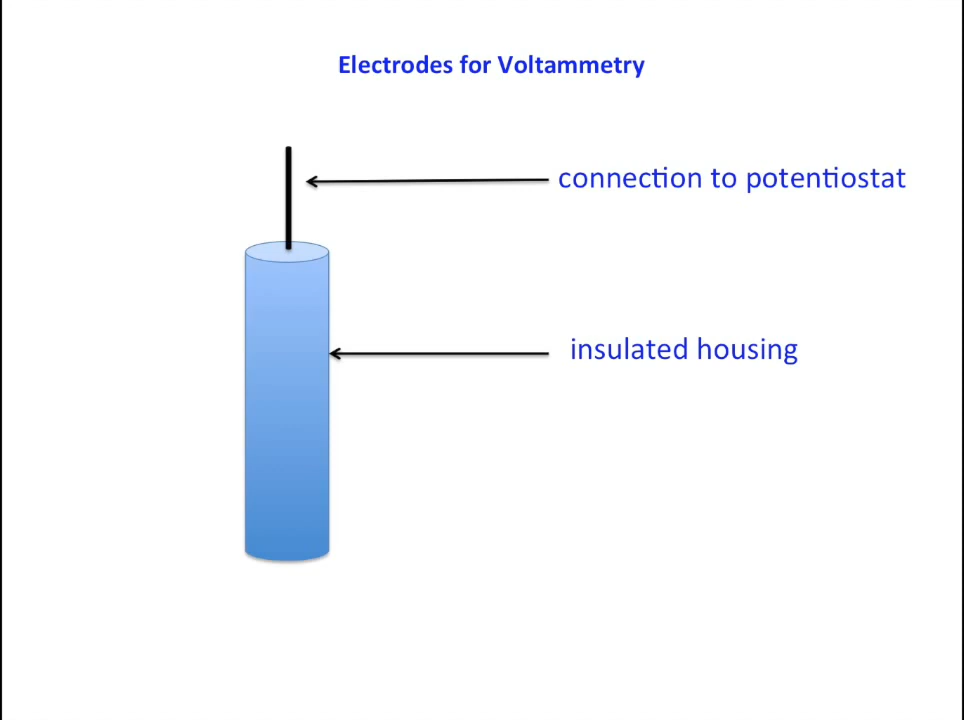 Electrodes for Voltammetry
connection to potentiostat
insulated housing